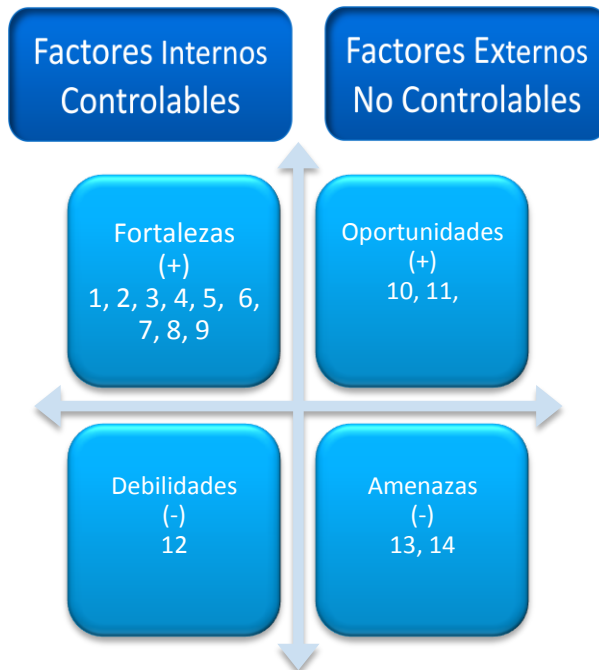 Factores Internos
Controlables
Factores Externos
No Controlables
Fortalezas
(+)
1, 2, 3, 4, 5,  6,
7, 8, 9
Oportunidades
(+)
10, 11,
Debilidades
(-)
12
Amenazas
(-)
13, 14